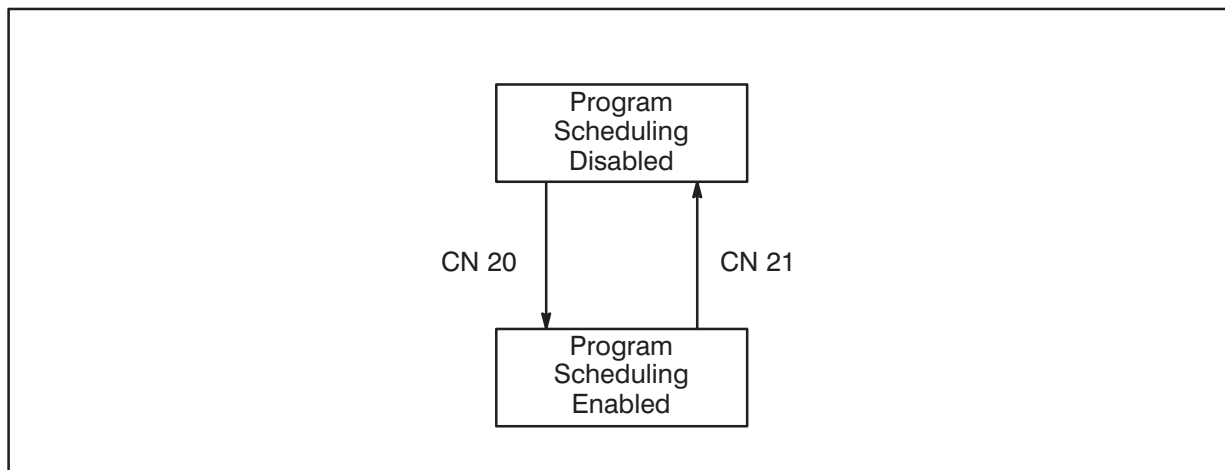 Program
Scheduling
Disabled
CN 20
CN 21
Program
Scheduling
Enabled